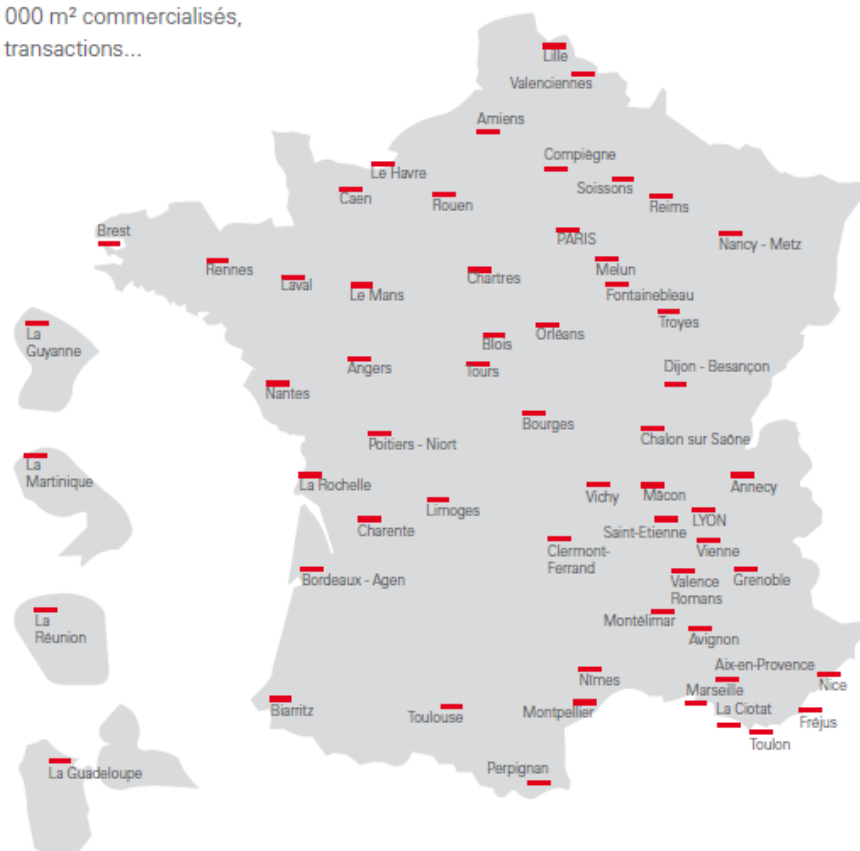 000 m² commercialisés,
transactions...
Lille
Valenciennes
Amiens
Compiègne
Le Havre
Soissons
Caen
Rouen
Reims
Brest
PARIS
Nancy - Metz
Rennes
Melun
Chartres
Laval
Le Mans
Fontainebleau
Troyes
La
Guyanne
Orléans
Blois
Angers
Tours
Dijon - Besançon
Nantes
Bourges
Poitiers - Niort
Chalon sur Saône
La
Martinique
La Rochelle
Vichy
Mâcon
Annecy
Limoges
LYON
Charente
Saint-Etienne
Clermont-
Ferrand
Vienne
Bordeaux - Agen
Valence
Romans
Grenoble
La
Réunion
Montélimar
Avignon
Aix-en-Provence
Nîmes
Marseille
Nice
Biarritz
Toulouse
Montpellier
La Ciotat
Fréjus
Toulon
Perpignan
La Guadeloupe